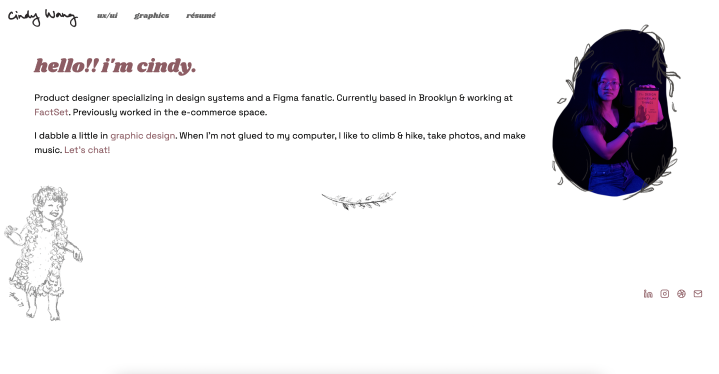 Cindy Wang
ux/ui graphics résumé
hello!! i'm cindy.
Product designer specializing in design systems and a Figma fanatic. Currently based in Brooklyn & working at
FactSet. Previously worked in the e-commerce space.
I dabble a little in graphic design. When I'm not glued to my computer, I like to climb & hike, take photos, and make
music. Let's chat!
in